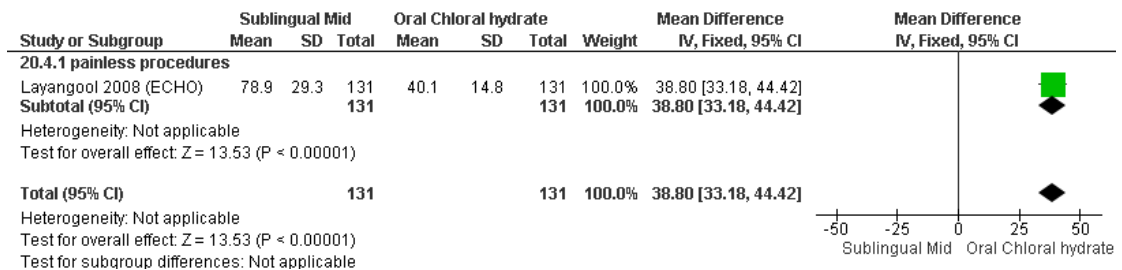 Sublingual Mid Oral Chloral hydrate Mean Difference Mean Difference
Study or Subgroup Mean SD Total Mean SD Total Weight IV, Fixed, 95% CI IV, Fixed, 95% CI
20.4.1 painless procedures
Layangool 2008 (ECHO) 78.9 29.3 131 40.1 14.8 131 100.0% 38.80 [33.18, 44.42]
Subtotal (95% CI) 131 131 100.0% 38.80 [33.18, 44.42]
Heterogeneity: Not applicable
Test for overall effect: Z = 13.53 (P < 0.00001)
Total (95% CI) 131 131 100.0% 38.80 [33.18, 44.42]
Heterogeneity: Not applicable
Test for overall effect: Z = 13.53 (P < 0.00001)
Test for subgroup differences: Not applicable
-50 -25 0 25 50
Sublingual Mid Oral Chloral hydrate